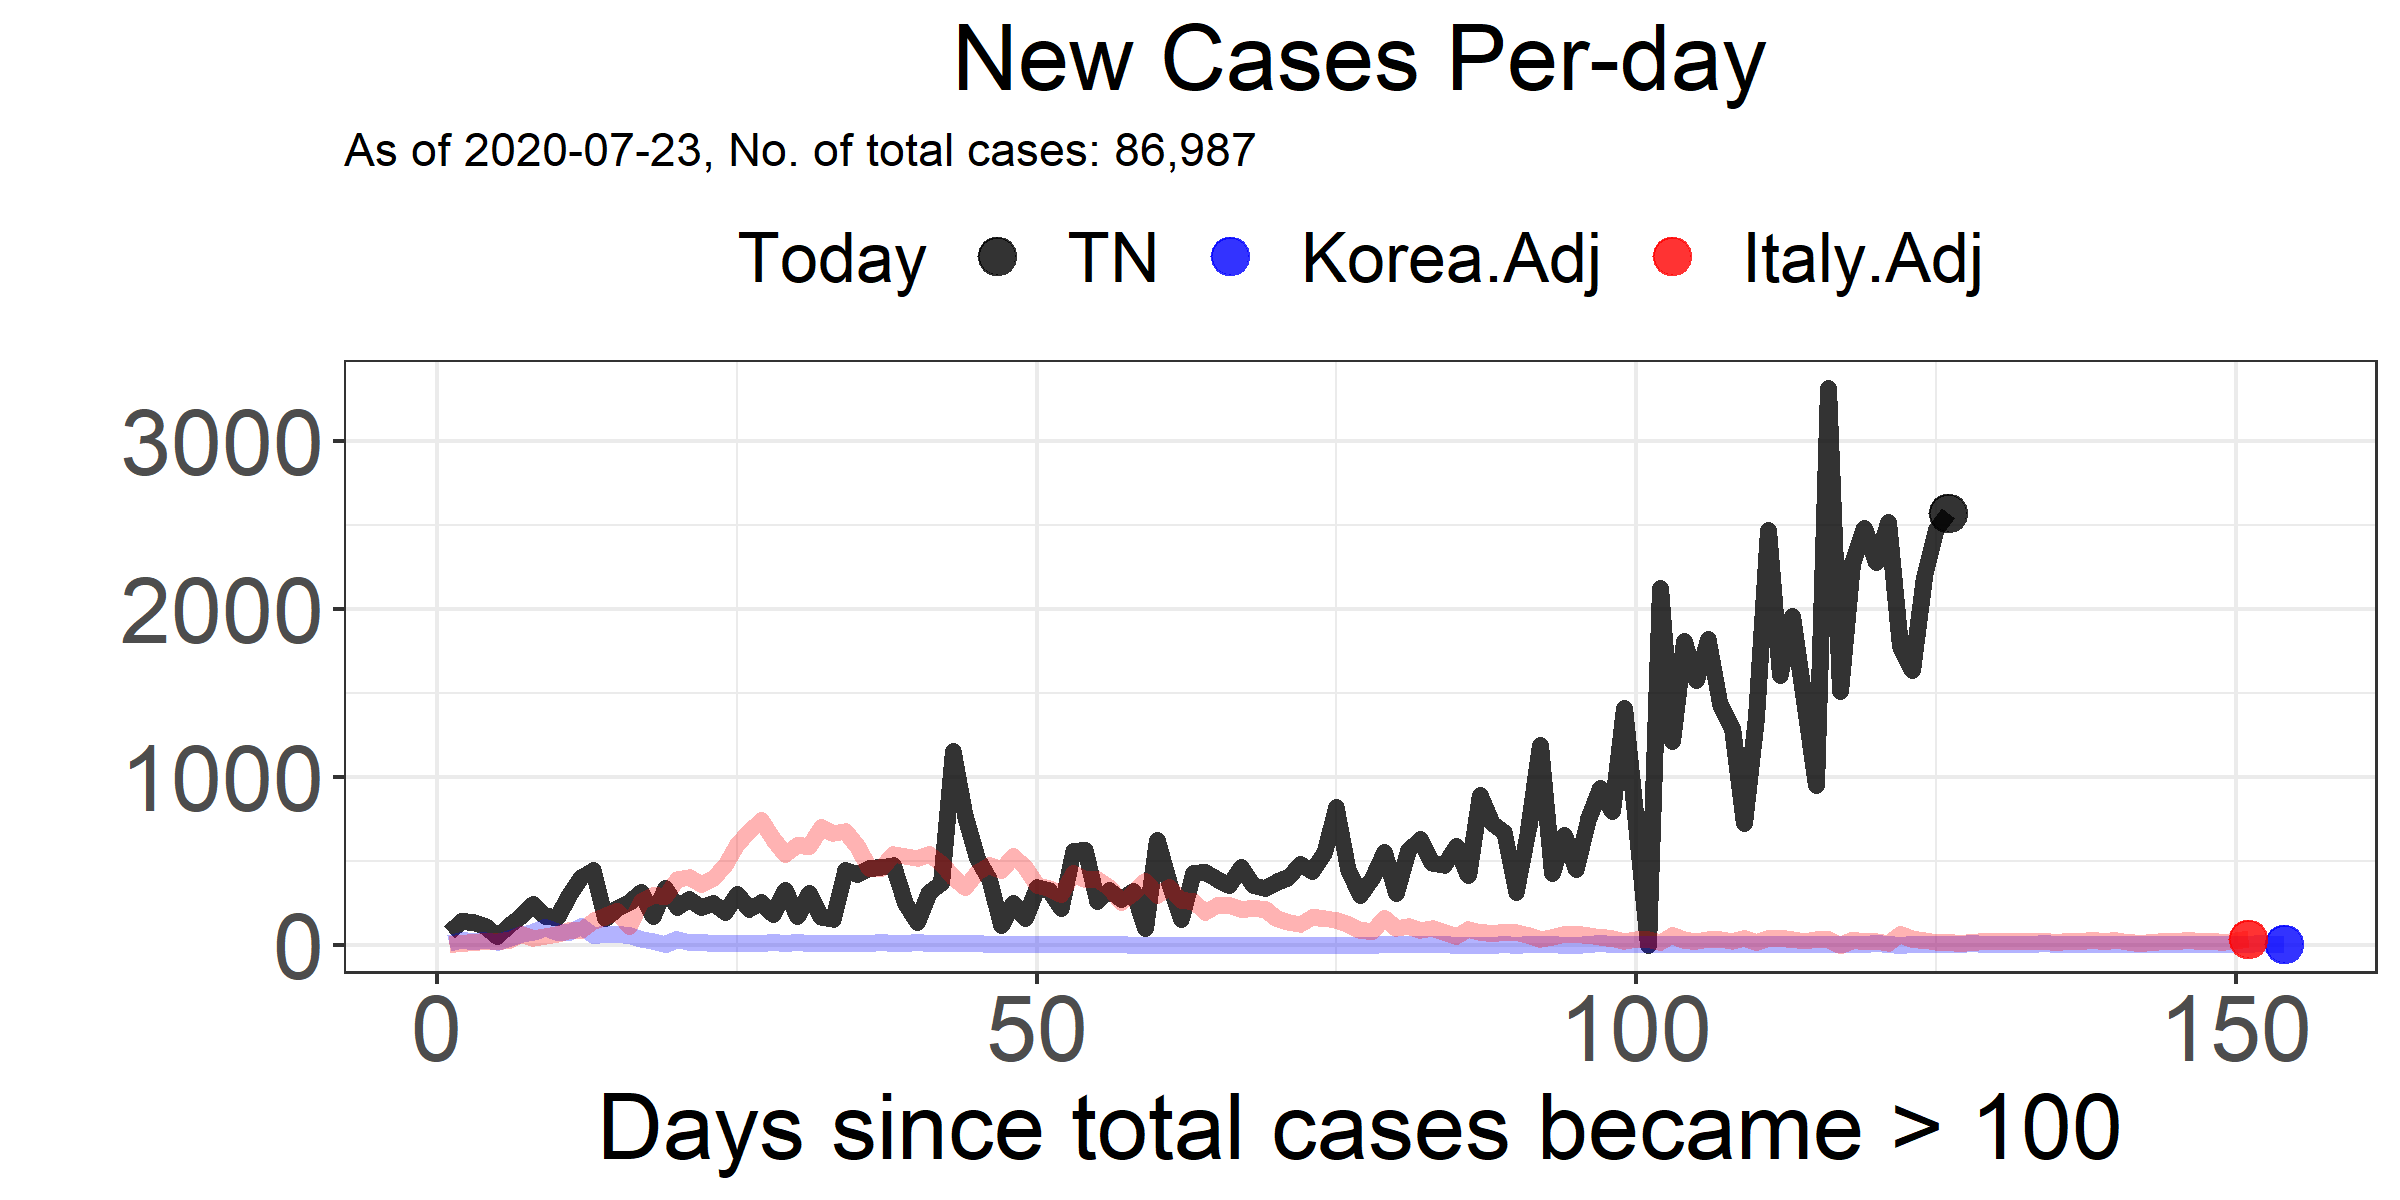 New Cases Per-day
As of 2020-07-23, No. of total cases: 86,987
Today TN Korea.Adj Italy.Adj
3000
2000
1000
0
0 50 100 150
Days since total cases became > 100